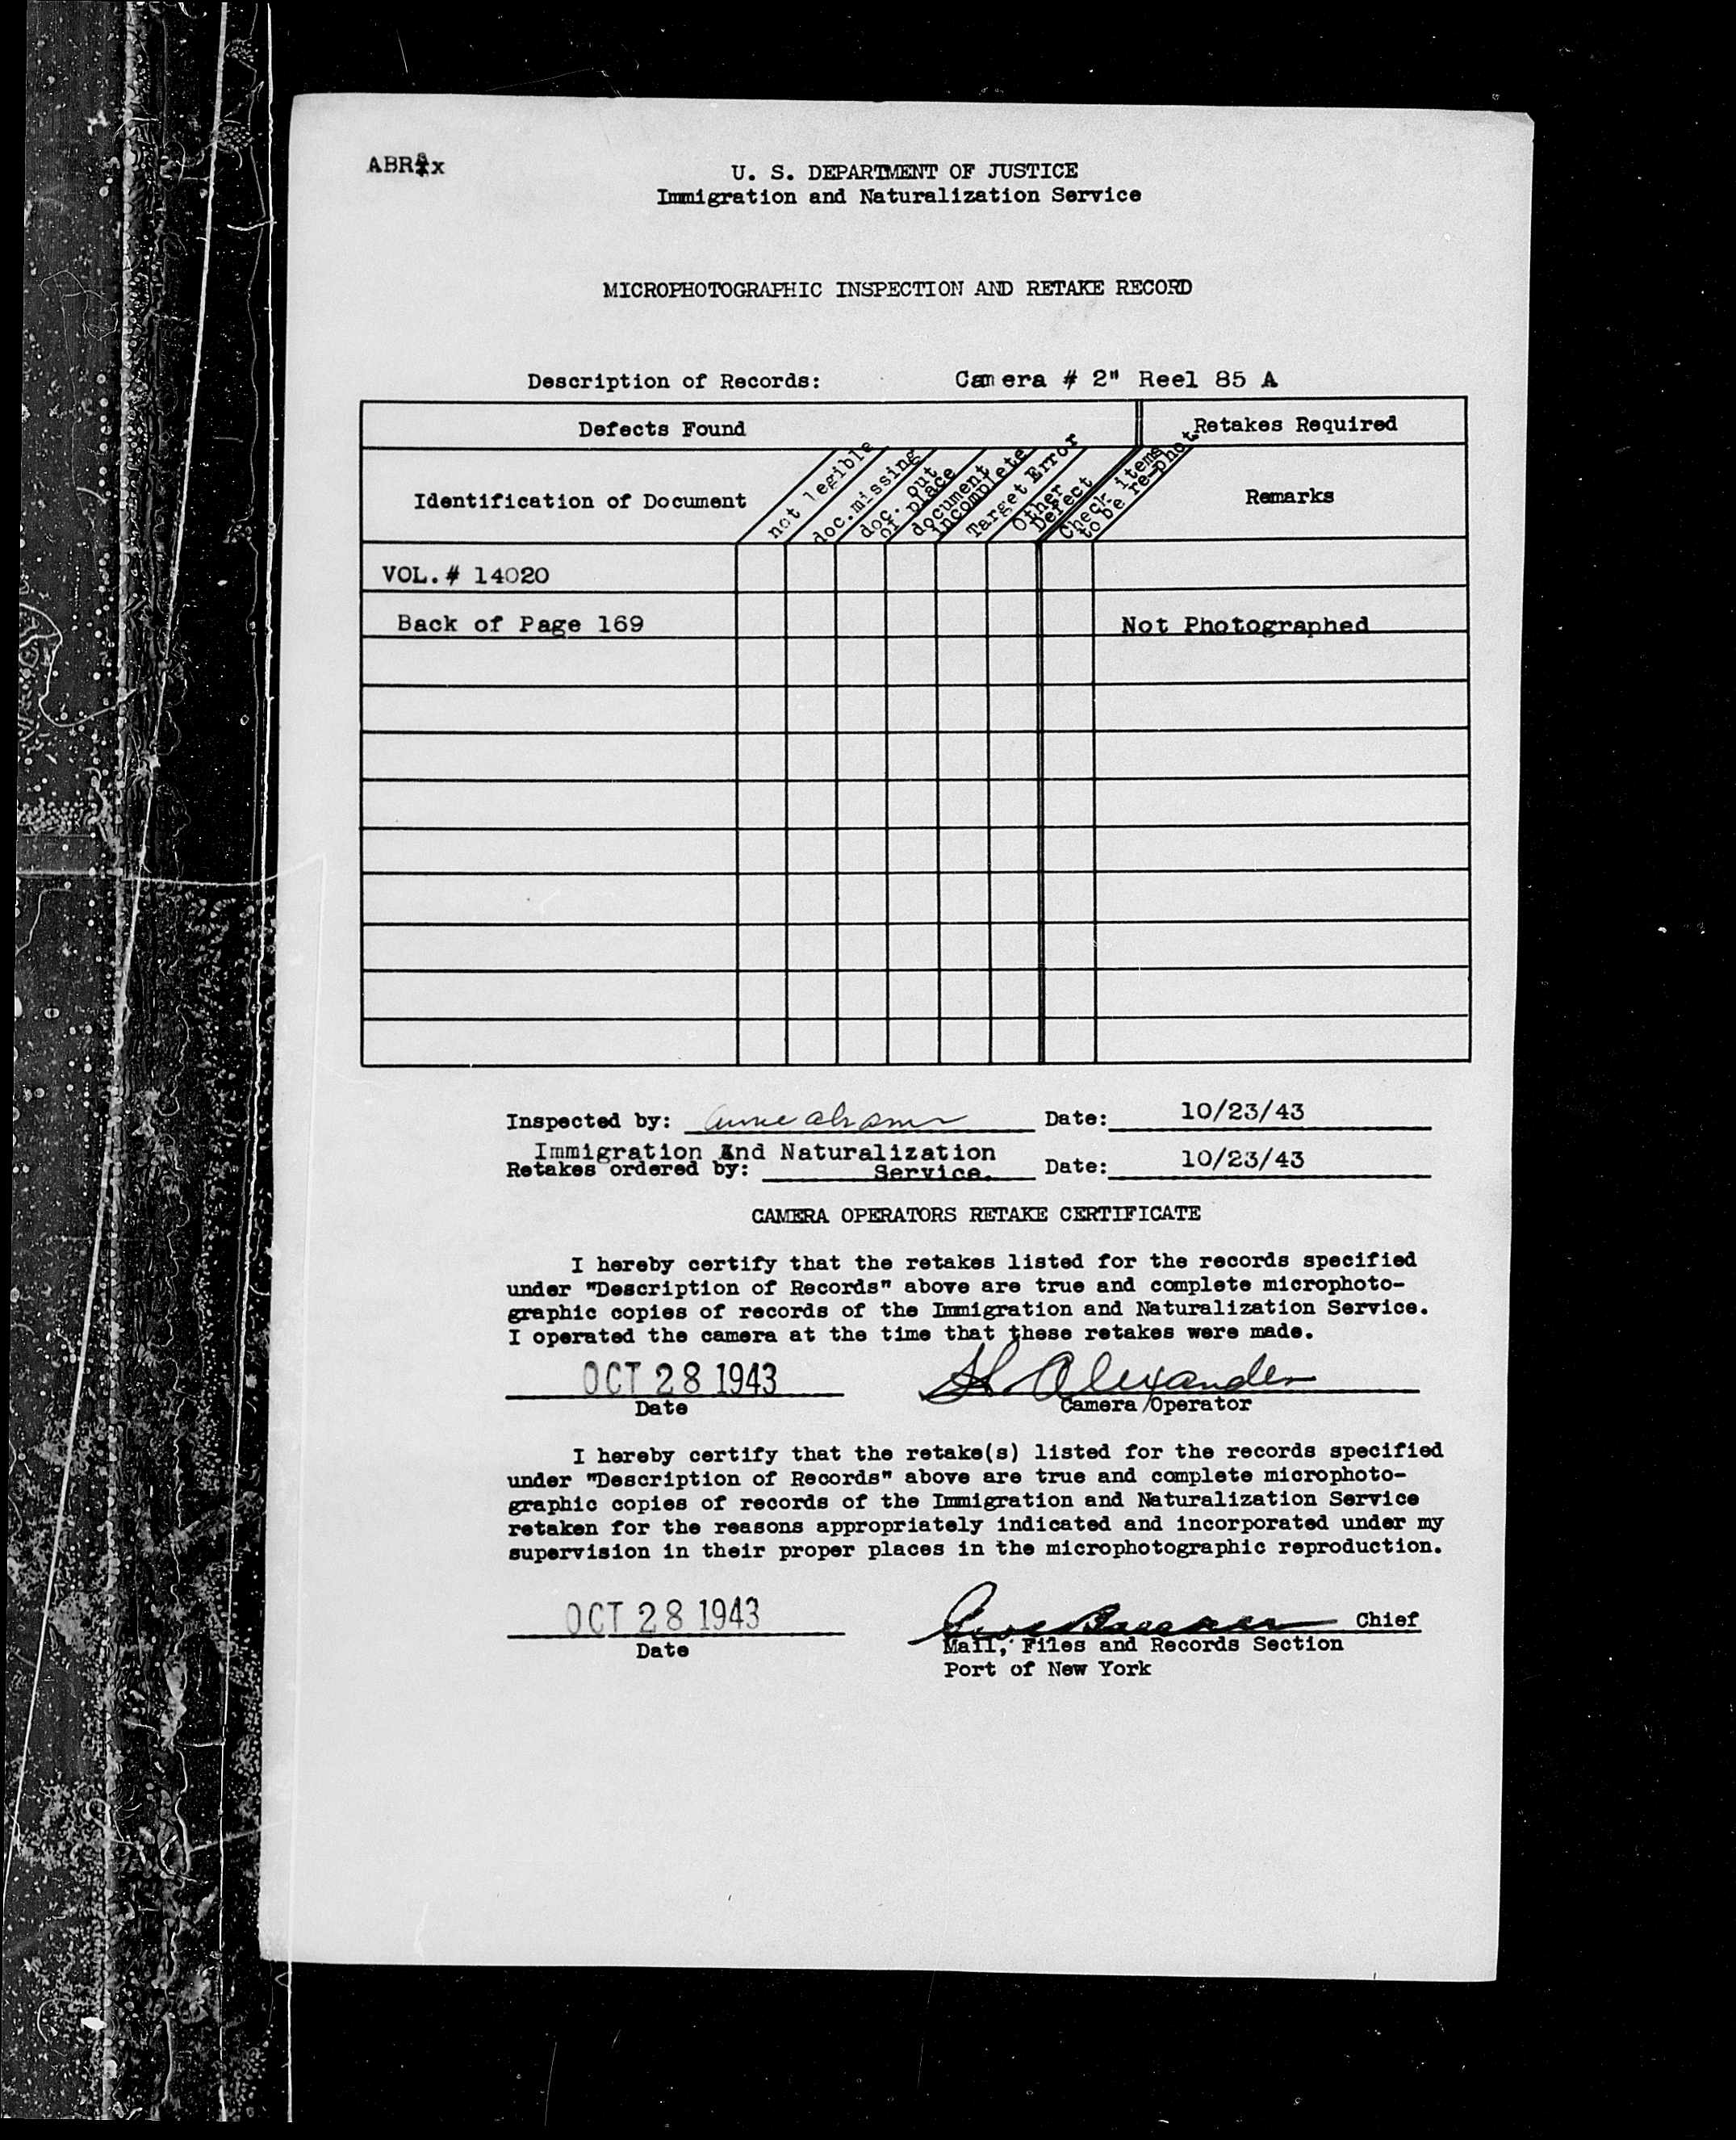 U. S. DEPARTMENT OF JUSTICE
Immigration and Naturalization Service
MICROPHOTOGRAPHIC INSPECTION AND RETAKE RECORD
Description of Records: Camera # 2" Reel 85 A
Defects Found Retakes Required
Identification of Document
not legible
doc.missing
doc. out
of place
document
incomplete
Target Error
Other
Defect
Check items
to be re-phot
Remarks
VOL.# 14020
Back of Page 169 Not Photographed
Inspected by: Date: 10/23/43
Immigration And Naturalization
Retakes ordered by: Service. Date: 10/23/43
CAMERA OPERATORS RETAKE CERTIFICATE
I hereby certify that the retakes listed for the records specified
under "Description of Records" above are true and complete microphoto-
graphic copies of records of the Immigration and Naturalization Service.
I operated the camera at the time that these retakes were made.
OCT 28 1943 Alexander
Date Camera Operator
I hereby certify that the retake(s) listed for the records specified
under "Description of Records" above are true and complete microphoto-
graphic copies of records of the Immigration and Naturalization Service
retaken for the reasons appropriately indicated and incorporated under my
supervision in their proper places in the microphotographic reproduction.
OCT 28 1943 Chief
Date Mail, Files and Records Section
Port of New York